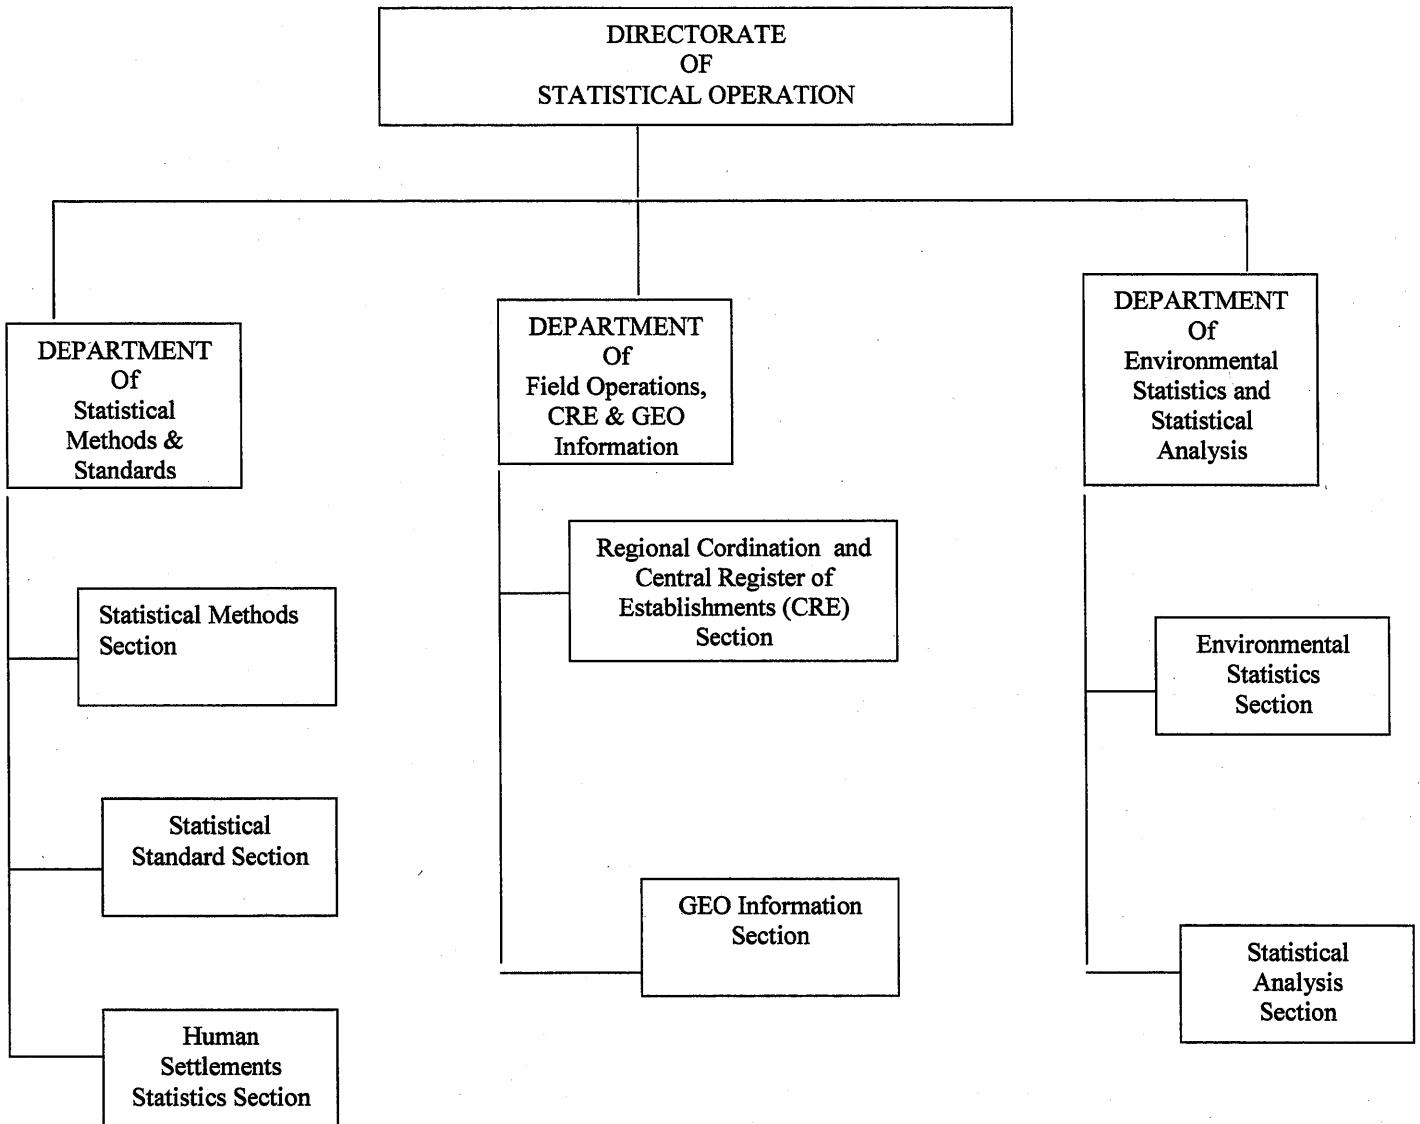 DIRECTORATE
OF
STATISTICAL OPERATION
DEPARTMENT
Of
Statistical
Methods &
Standards
Statistical Methods
Section
Statistical
Standard Section
Human
Settlements
Statistics Section
DEPARTMENT
Of
Field Operations,
CRE & GEO
Information
Regional Cordination and
Central Register of
Establishments (CRE)
Section
GEO Information
Section
DEPARTMENT
Of
Environmental
Statistics and
Statistical
Analysis
Environmental
Statistics
Section
Statistical
Analysis
Section